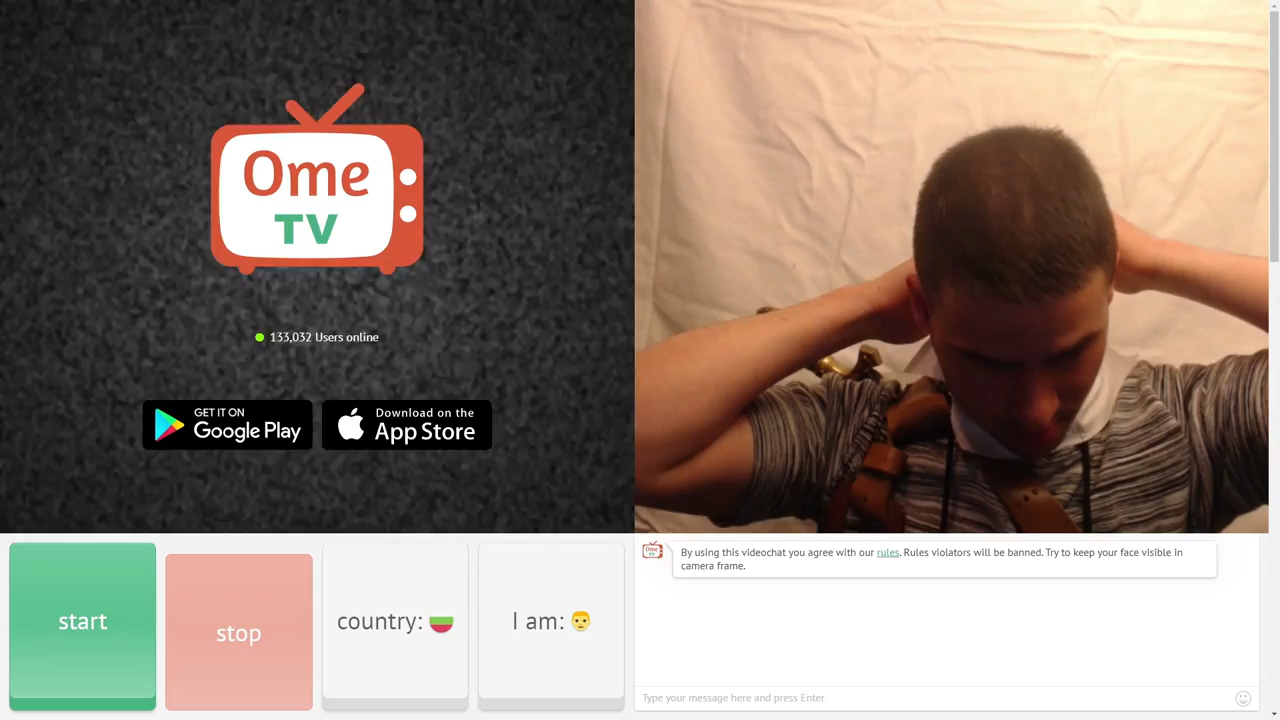 Ome
TV
133,032 Users online
GET IT ON
Google Play
Download on the
App Store
start
stop
country:
I am:
Ome
TV
By using this videochat you agree with our rules. Rules violators will be banned. Try to keep your face visible in
camera frame.
Type your message here and press Enter